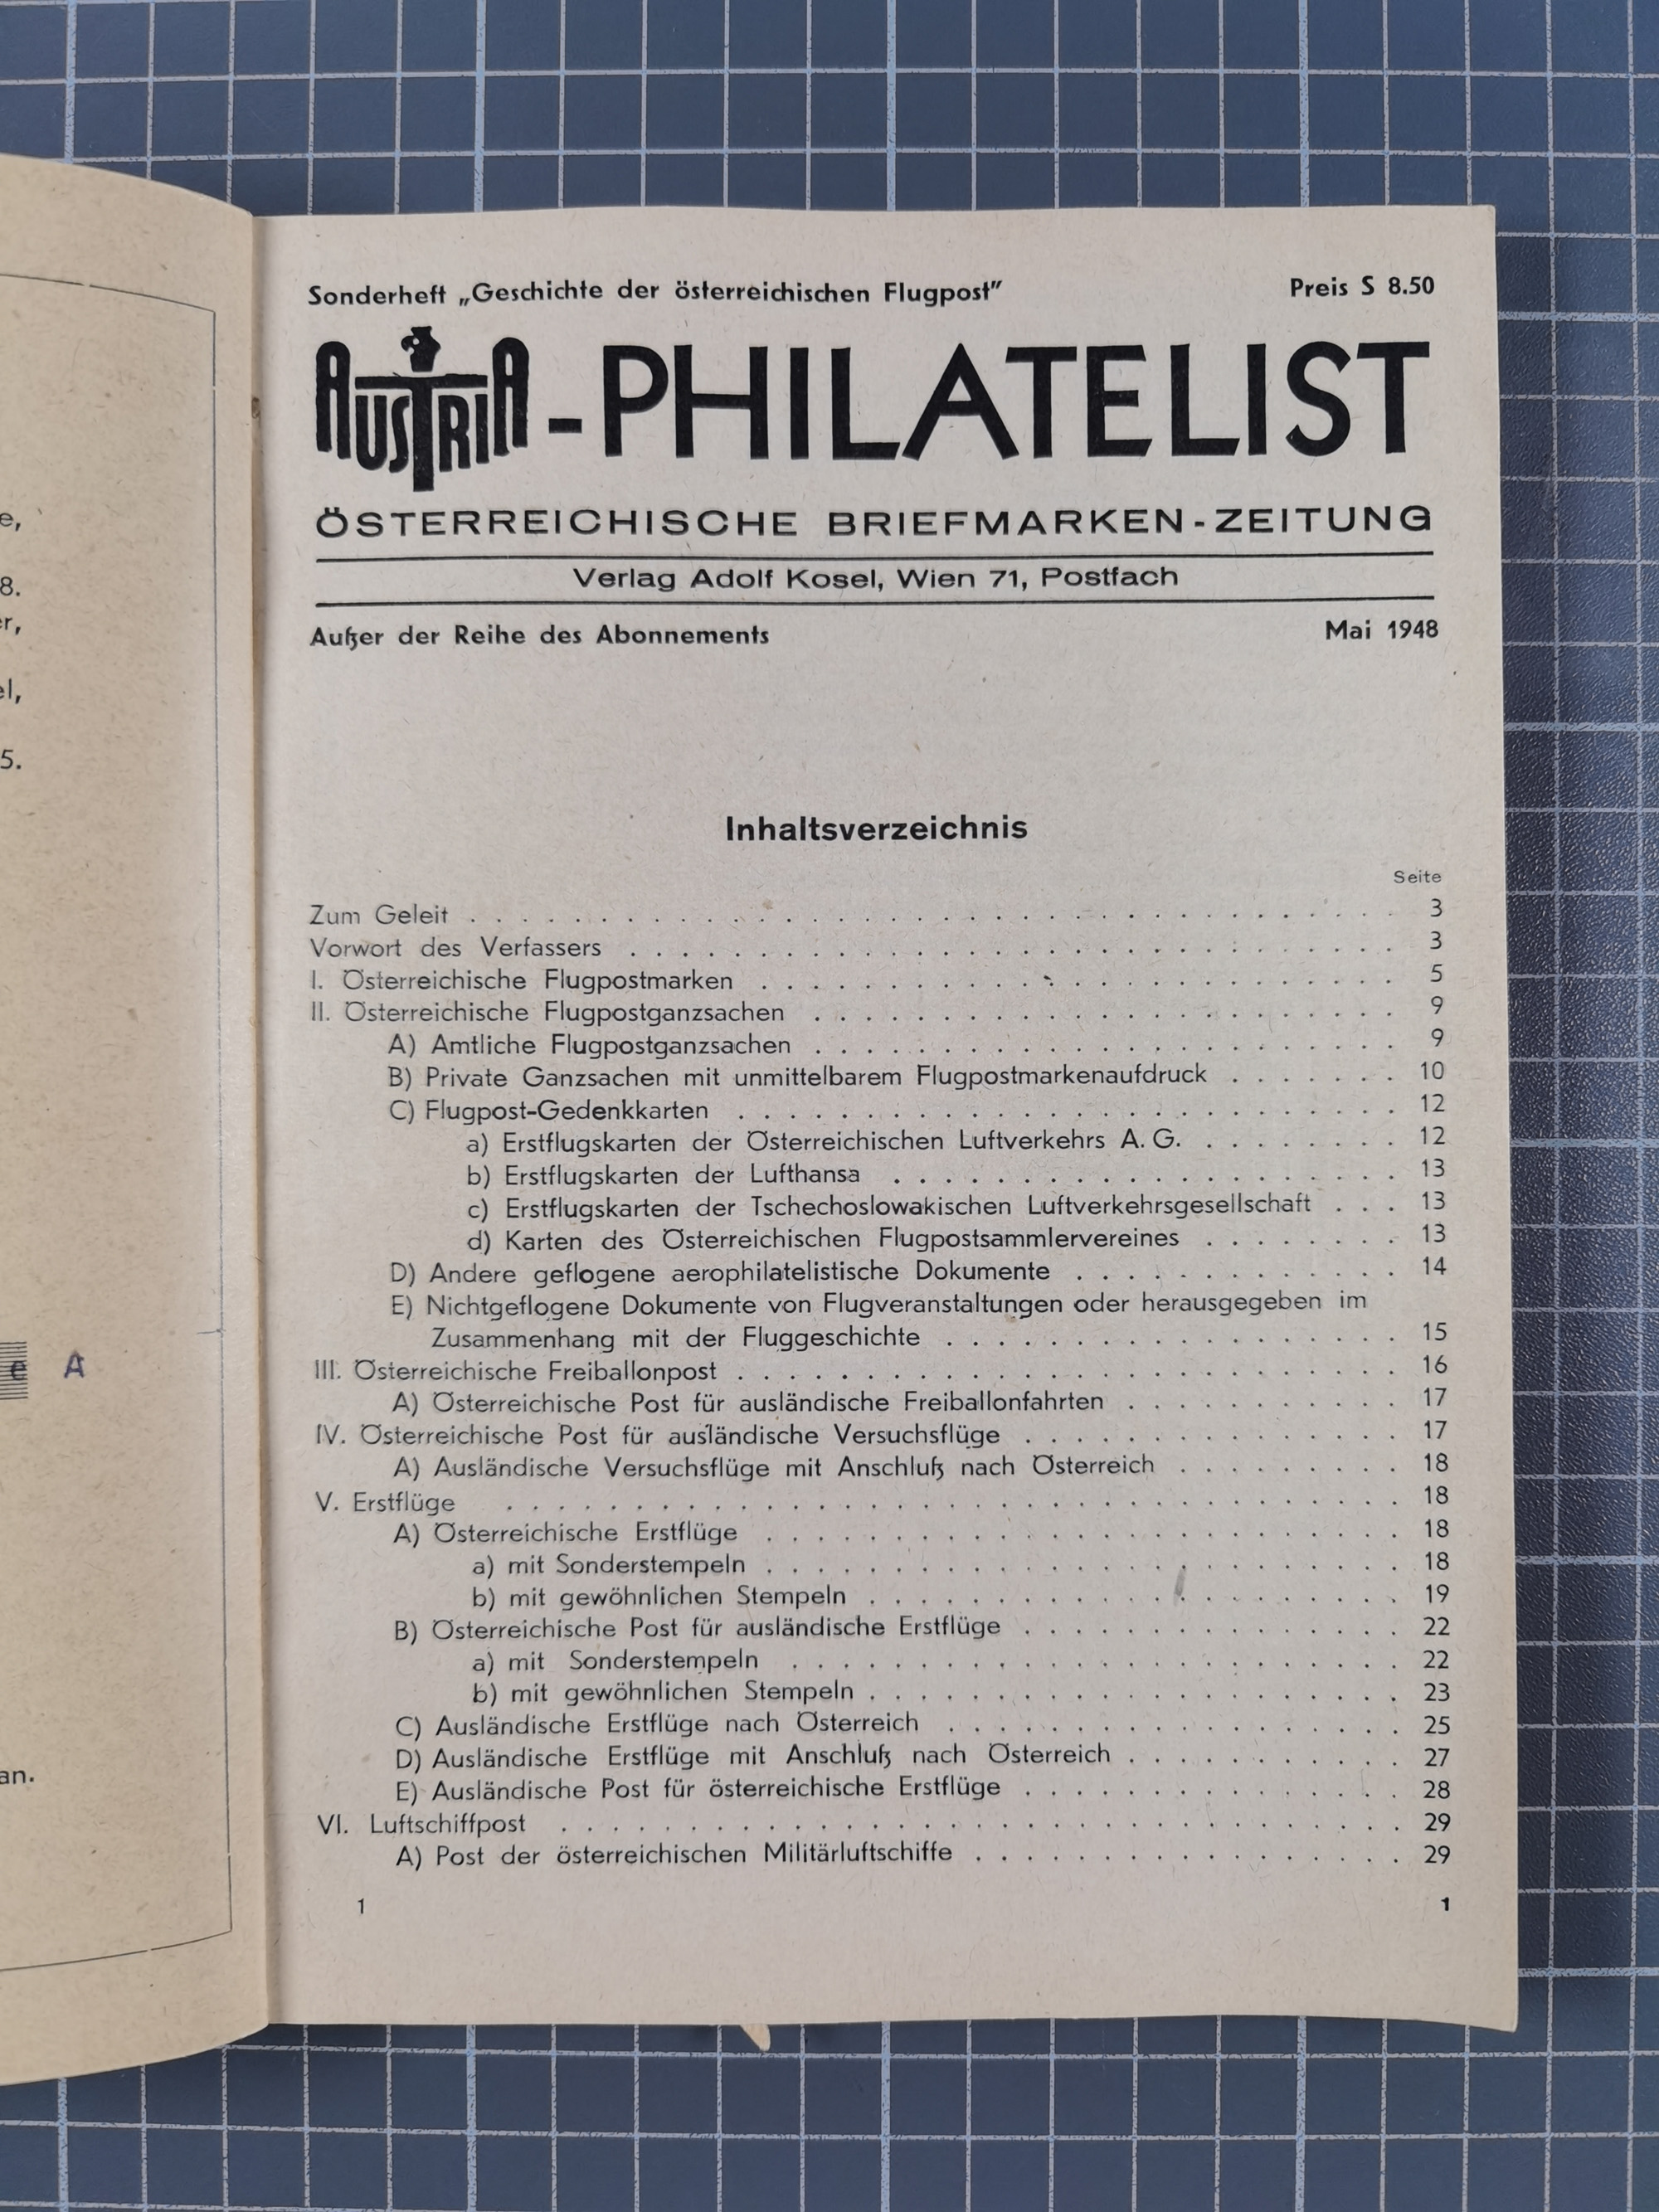 e,
8.
r,
el,
5.
e A
an.
Sonderheft „Geschichte der österreichischen Flugpost” Preis S 8.50
AUSTRIA-PHILATELIST
ÖSTERREICHISCHE BRIEFMARKEN-ZEITUNG
Verlag Adolf Kosel, Wien 71, Postfach
Außer der Reihe des Abonnements Mai 1948
Inhaltsverzeichnis
Seite
Zum Geleit . . . . . . . . . . . . . . . . . . . . 3
Vorwort des Verfassers . . . . . . . . . . . . . . . . . . . . 3
I. Österreichische Flugpostmarken . . . . . . . . . . . . . . . . . . . . 5
II. Österreichische Flugpostganzsachen . . . . . . . . . . . . . . . . . . . . 9
A) Amtliche Flugpostganzsachen . . . . . . . . . . . . . . . . . . . . 9
B) Private Ganzsachen mit unmittelbarem Flugpostmarkenaufdruck . . . . . . . 10
C) Flugpost-Gedenkkarten . . . . . . . . . . . . . . . . . . . . 12
a) Erstflugskarten der Österreichischen Luftverkehrs A. G. . . . . . . . . 12
b) Erstflugskarten der Lufthansa . . . . . . . . . . . . . . . . . . . . 13
c) Erstflugskarten der Tschechoslowakischen Luftverkehrsgesellschaft . . . 13
d) Karten des Österreichischen Flugpostsammlervereines . . . . . . . . 13
D) Andere geflogene aerophilatelistische Dokumente . . . . . . . . . . . . . 14
E) Nichtgeflogene Dokumente von Flugveranstaltungen oder herausgegeben im
Zusammenhang mit der Fluggeschichte . . . . . . . . . . . . . . . . . . 15
III. Österreichische Freiballonpost . . . . . . . . . . . . . . . . . . . . 16
A) Österreichische Post für ausländische Freiballonfahrten . . . . . . . . . . . 17
IV. Österreichische Post für ausländische Versuchsflüge . . . . . . . . . . . . . . . 17
A) Ausländische Versuchsflüge mit Anschluß nach Österreich . . . . . . . . . 18
V. Erstflüge . . . . . . . . . . . . . . . . . . . . 18
A) Österreichische Erstflüge . . . . . . . . . . . . . . . . . . . . 18
a) mit Sonderstempeln . . . . . . . . . . . . . . . . . . . . 18
b) mit gewöhnlichen Stempeln . . . . . . . . . . . . . . . . . . . . 19
B) Österreichische Post für ausländische Erstflüge . . . . . . . . . . . . . . . 22
a) mit Sonderstempeln . . . . . . . . . . . . . . . . . . . . 22
b) mit gewöhnlichen Stempeln . . . . . . . . . . . . . . . . . . . . 23
C) Ausländische Erstflüge nach Österreich . . . . . . . . . . . . . . . . . . 25
D) Ausländische Erstflüge mit Anschluß nach Österreich . . . . . . . . . . . 27
E) Ausländische Post für österreichische Erstflüge . . . . . . . . . . . . . . . 28
VI. Luftschiffpost . . . . . . . . . . . . . . . . . . . . 29
A) Post der österreichischen Militärluftschiffe . . . . . . . . . . . . . . . . . 29
1 1